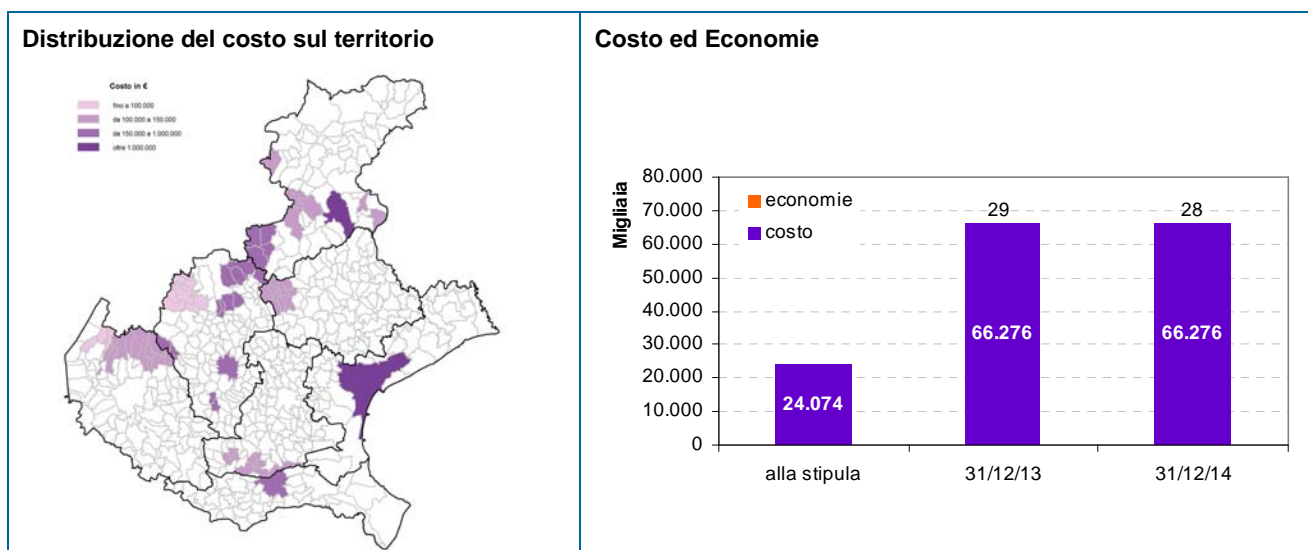 Distribuzione del costo sul territorio
Costo in €
fino a 100.000
da 100.000 a 150.000
da 150.000 a 1.000.000
oltre 1.000.000
Costo ed Economie
Migliaia
80.000
70.000
60.000
50.000
40.000
30.000
20.000
10.000
0
economie
costo
29
28
24.074
66.276
66.276
alla stipula
31/12/13
31/12/14